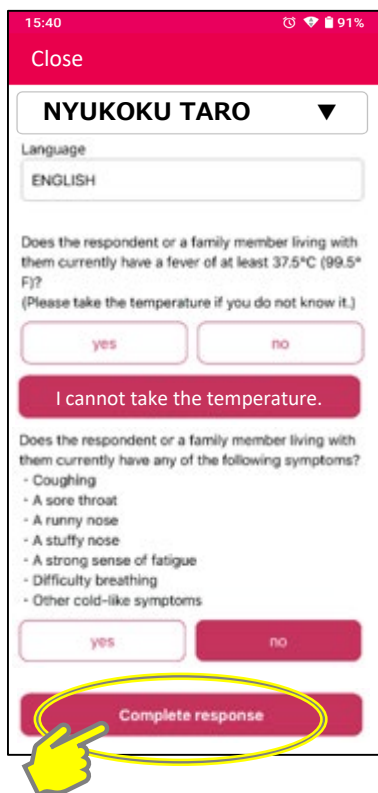 15:40 91%
Close
NYUKOKU TARO ▼
Language
ENGLISH
Does the respondent or a family member living with
them currently have a fever of at least 37.5°C (99.5°
F)?
(Please take the temperature if you do not know it.)
yes no
I cannot take the temperature.
Does the respondent or a family member living with
them currently have any of the following symptoms?
- Coughing
- A sore throat
- A runny nose
- A stuffy nose
- A strong sense of fatigue
- Difficulty breathing
- Other cold-like symptoms
yes no
Complete response